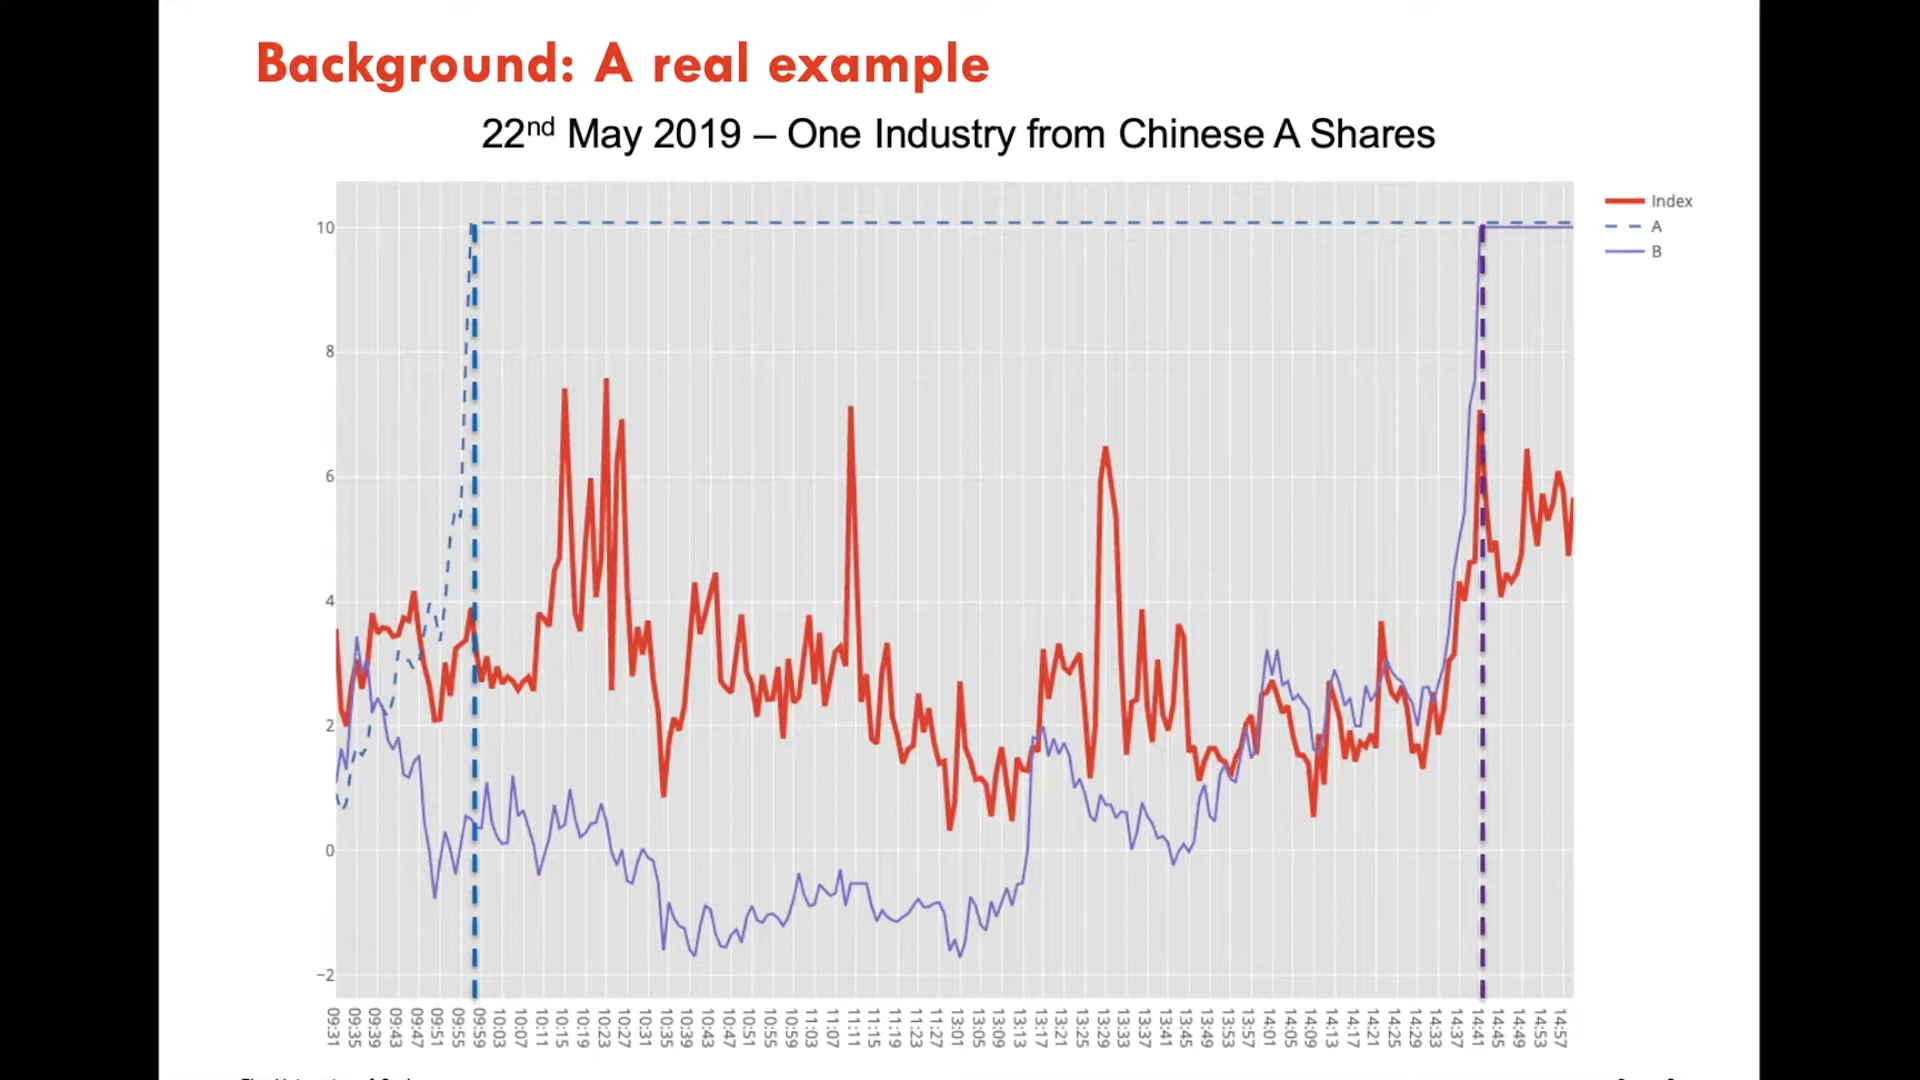 Background: A real example
22nd May 2019 – One Industry from Chinese A Shares
Index
A
B
10
8
6
4
2
0
−2
09:31 09:35 09:39 09:43 09:47 09:51 09:55 09:59 10:03 10:07 10:11 10:15 10:19 10:23 10:27 10:31 10:35 10:39 10:43 10:47 10:51 10:55 10:59 11:03 11:07 11:11 11:15 11:19 11:23 11:27 13:01 13:05 13:09 13:13 13:17 13:21 13:25 13:29 13:33 13:37 13:41 13:45 13:49 13:53 13:57 14:01 14:05 14:09 14:13 14:17 14:21 14:25 14:29 14:33 14:37 14:41 14:45 14:49 14:53 14:57